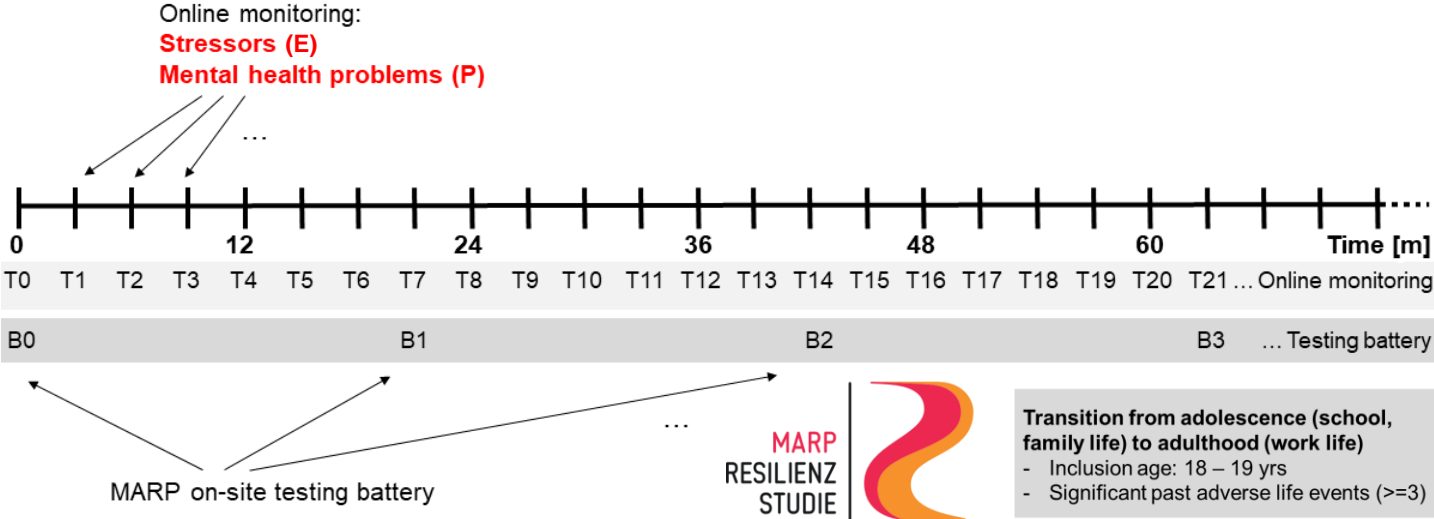 Online monitoring:
Stressors (E)
Mental health problems (P)
…
0 12 24 36 48 60 Time [m]
T0 T1 T2 T3 T4 T5 T6 T7 T8 T9 T10 T11 T12 T13 T14 T15 T16 T17 T18 T19 T20 T21 … Online monitoring
B0 B1 B2 B3 … Testing battery
…
MARP on-site testing battery
MARP
RESILIENZ
STUDIE
Transition from adolescence (school,
family life) to adulthood (work life)
- Inclusion age: 18 – 19 yrs
- Significant past adverse life events (>=3)